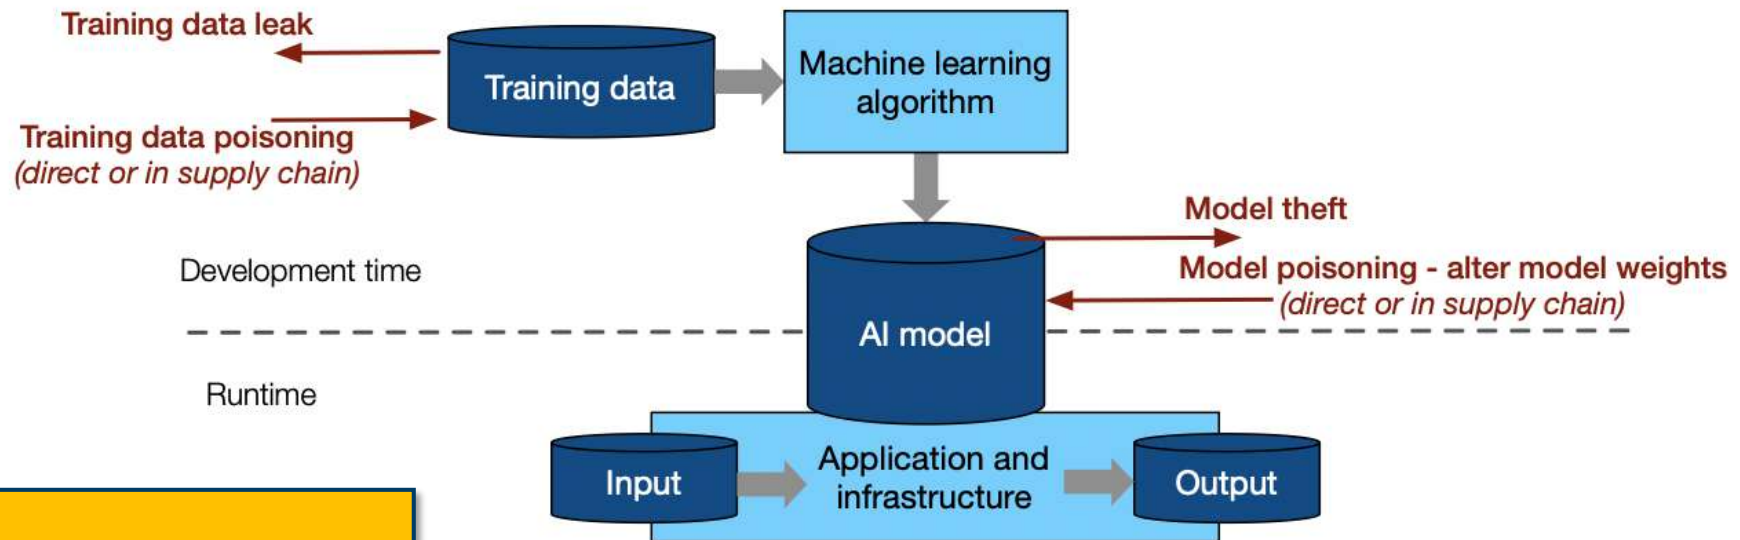 Training data leak
Training data
Machine learning
algorithm
Training data poisoning
(direct or in supply chain)
Model theft
Development time
Model poisoning - alter model weights
(direct or in supply chain)
AI model
Runtime
Input
Application and
infrastructure
Output